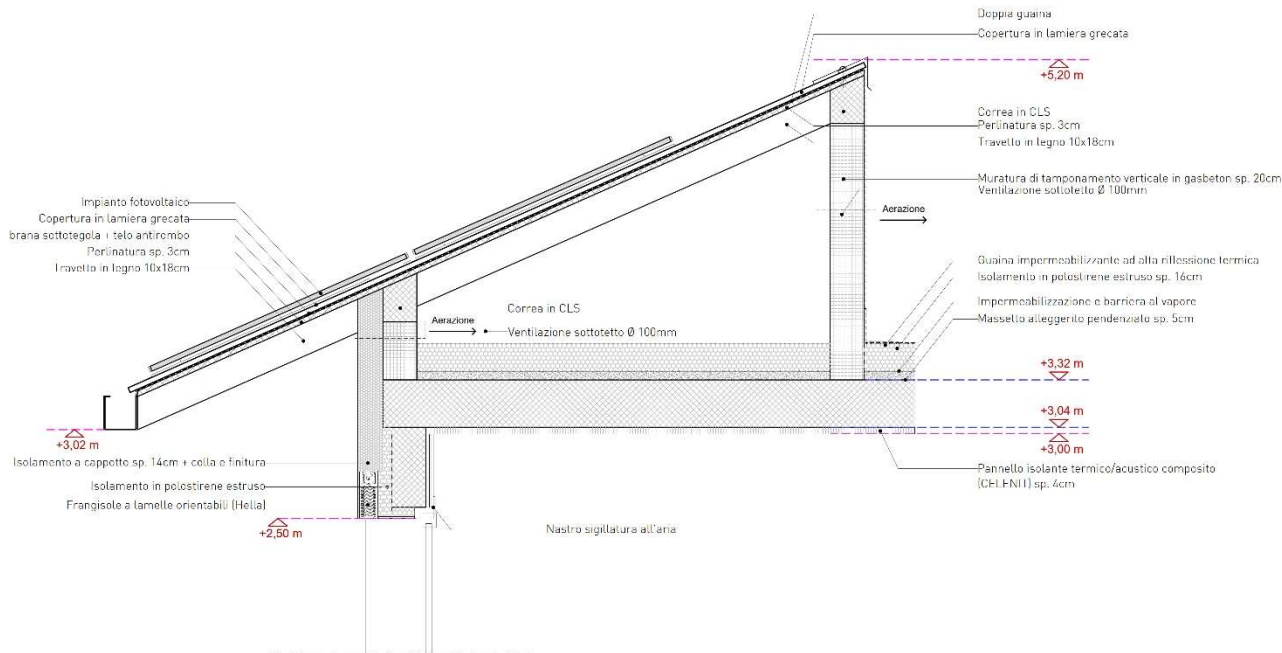 Doppia guaina
Copertura in lamiera grecata
+5,20 m
Correa in CLS
Perlinatura sp. 3cm
Travetto in legno 10x18cm
Muratura di tamponamento verticale in gasbeton sp. 20cm
Ventilazione sottotetto Ø 100mm
Aerazione
Impianto fotovoltaico
Copertura in lamiera grecata
brana sottotegola + telo antirombo
Perlinatura sp. 3cm
Travetto in legno 10x18cm
Guaina impermeabilizzante ad alta riflessione termica
Isolamento in polostirene estruso sp. 16cm
Impermeabilizzazione e barriera al vapore
Massetto alleggerito pendenziato sp. 5cm
Correa in CLS
Aerazione
Ventilazione sottotetto Ø 100mm
+3,32 m
+3,04 m
+3,00 m
+3,02 m
Isolamento a cappotto sp. 14cm + colla e finitura
Isolamento in polostirene estruso
Frangisole a lamelle orientabili (Hella)
+2,50 m
Pannello isolante termico/acustico composito
(CELENIT) sp. 4cm
Nastro sigillatura all'aria